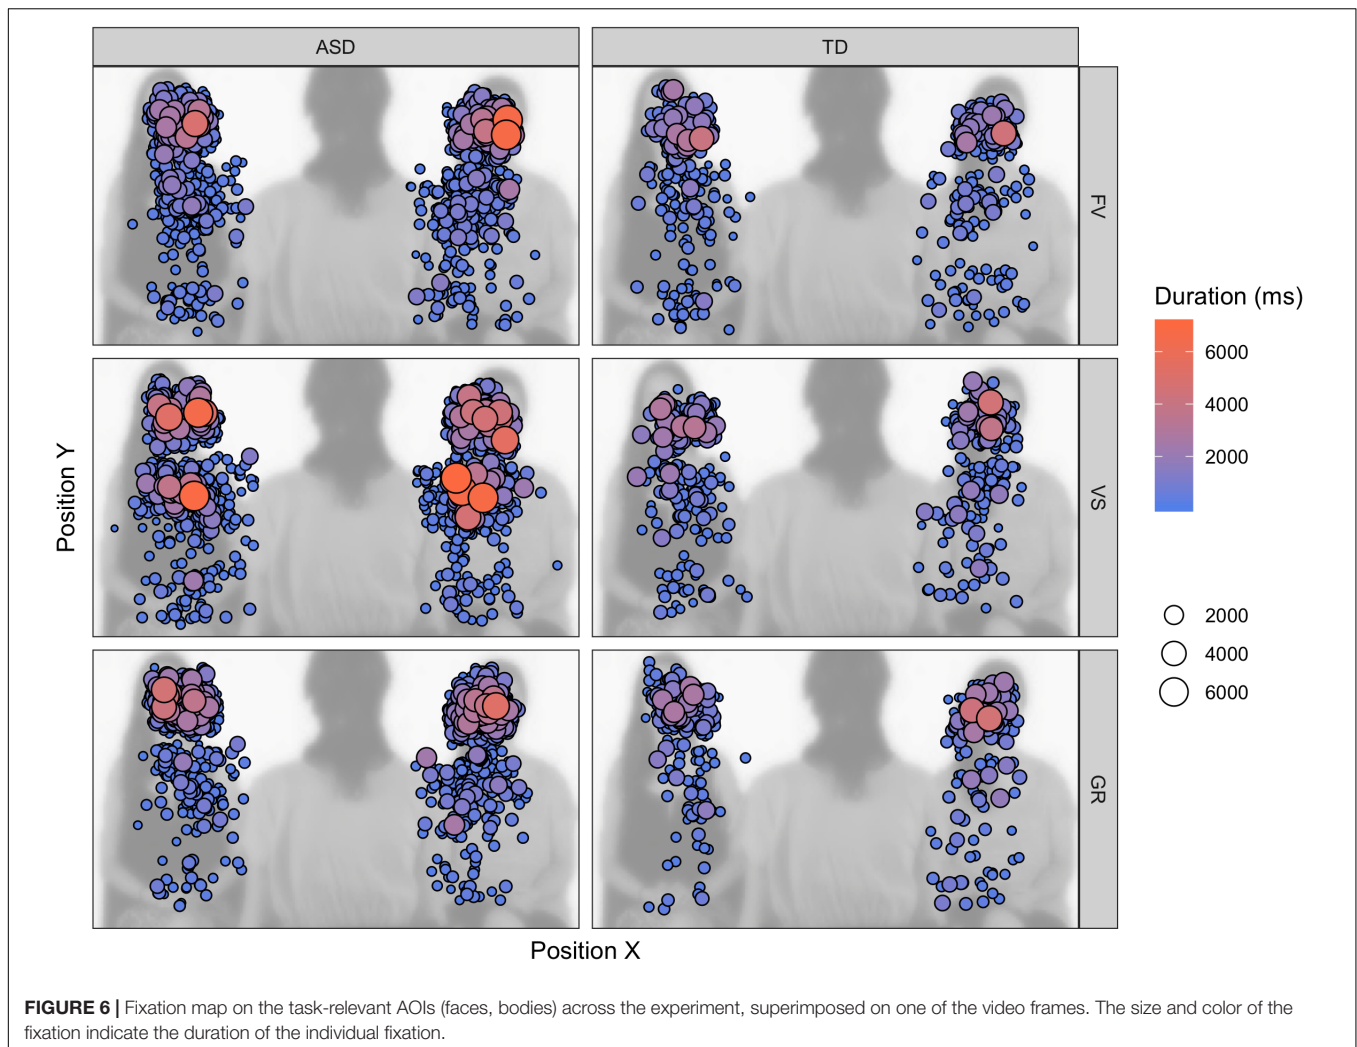 ASD
TD
FV
Duration (ms)
6000
4000
2000
Position Y
VS
2000
4000
6000
GR
Position X
FIGURE 6 | Fixation map on the task-relevant AOIs (faces, bodies) across the experiment, superimposed on one of the video frames. The size and color of the
fixation indicate the duration of the individual fixation.